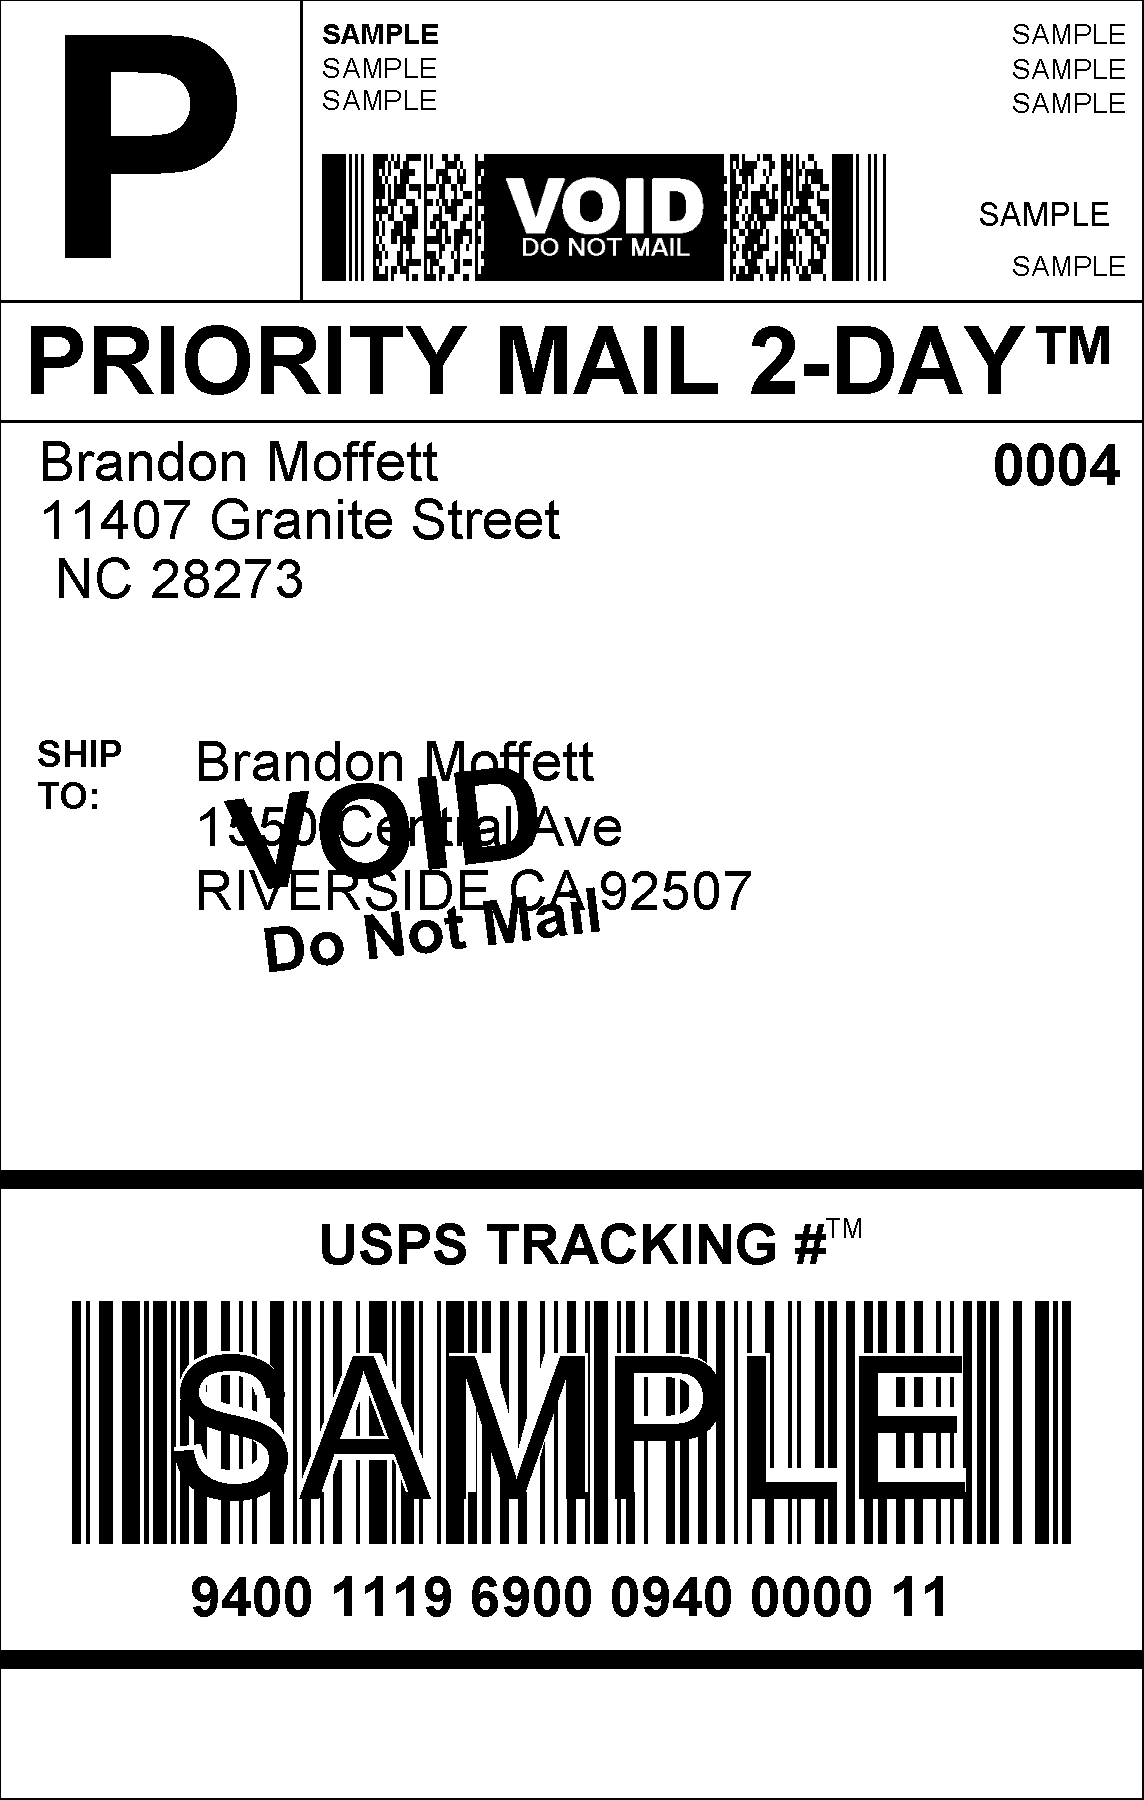 P
SAMPLE
SAMPLE
SAMPLE
SAMPLE
SAMPLE
SAMPLE
VOID
DO NOT MAIL
SAMPLE
SAMPLE
PRIORITY MAIL 2-DAY™
Brandon Moffett
0004
11407 Granite Street
NC 28273
SHIP
TO:
Brandon Moffett
1550 Central Ave
RIVERSIDE CA 92507
VOID
Do Not Mail
USPS TRACKING #™
SAMPLE
9400 1119 6900 0940 0000 11